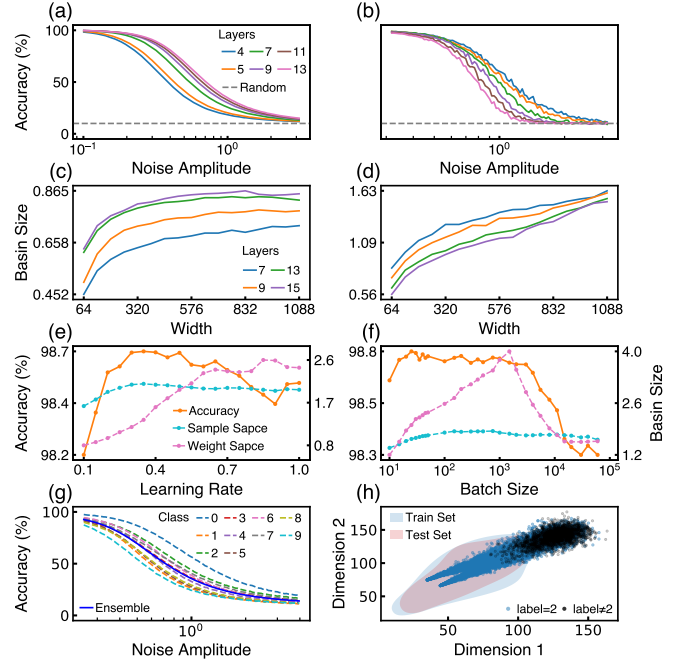 (a)
(b)
100
50
0
Accuracy (%)
Layers
4 7 11
5 9 13
Random
10⁻¹
10⁰
Noise Amplitude
10⁰
Noise Amplitude
(c)
(d)
0.865
0.658
0.452
Basin Size
Layers
7 13
9 15
64 320 576 832 1088
Width
1.63
1.09
0.56
64 320 576 832 1088
Width
(e)
(f)
98.7
98.4
98.2
Accuracy (%)
2.6
1.7
0.8
Accuracy
Sample Sapce
Weight Sapce
0.1 0.4 0.7 1.0
Learning Rate
98.8
98.5
98.3
4.0
2.6
1.2
Basin Size
10¹ 10² 10³ 10⁴ 10⁵
Batch Size
(g)
(h)
100
50
0
Accuracy (%)
Class 0 3 6 8
1 4 7 9
2 5
Ensemble
10⁰
Noise Amplitude
150
100
50
Dimension 2
Train Set
Test Set
label=2 label≠2
50 100 150
Dimension 1